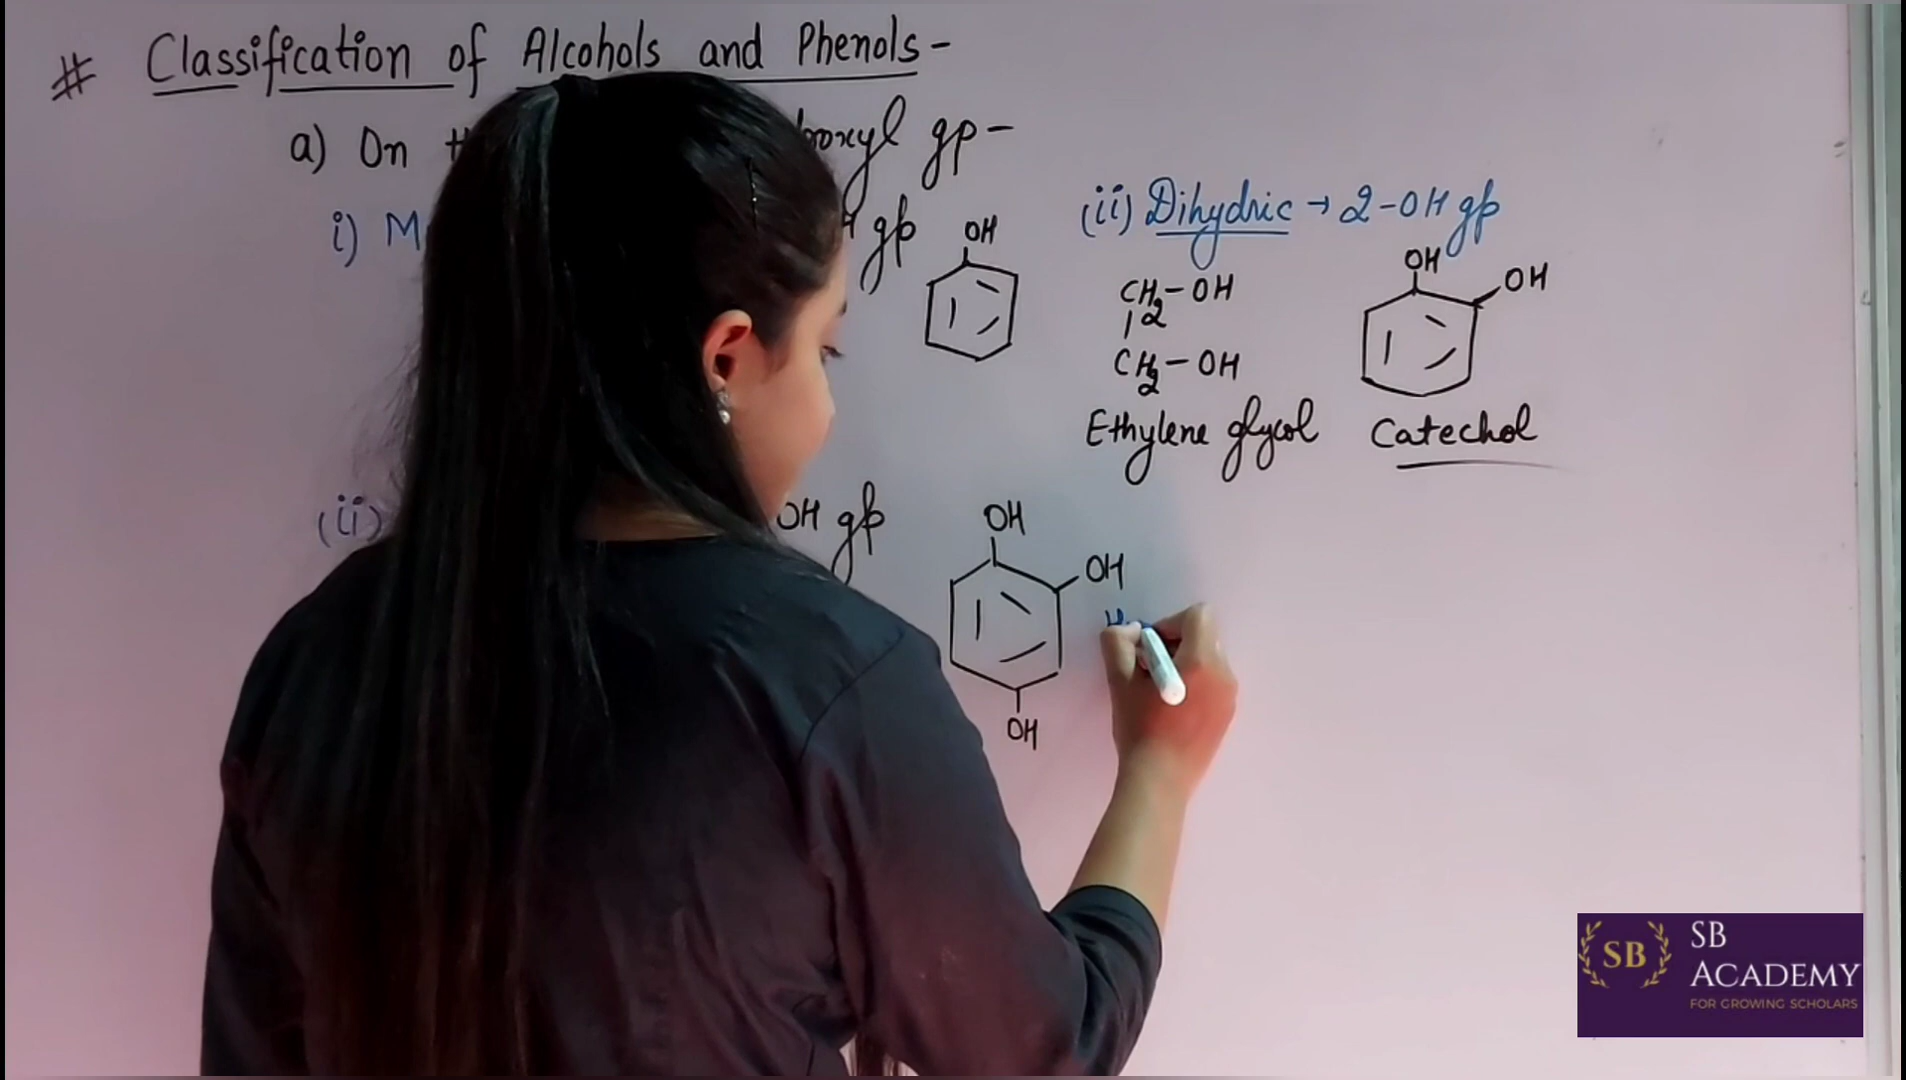 # Classification of Alcohols and Phenols -
a) On gp -
i) M gp
OH
(ii) Dihydric → 2-OH gp
CH2 - OH
CH2 - OH
Ethylene glycol
OH
OH
Catechol
(ii) OH gp
OH
OH
OH
SB
SB
ACADEMY
FOR GROWING SCHOLARS